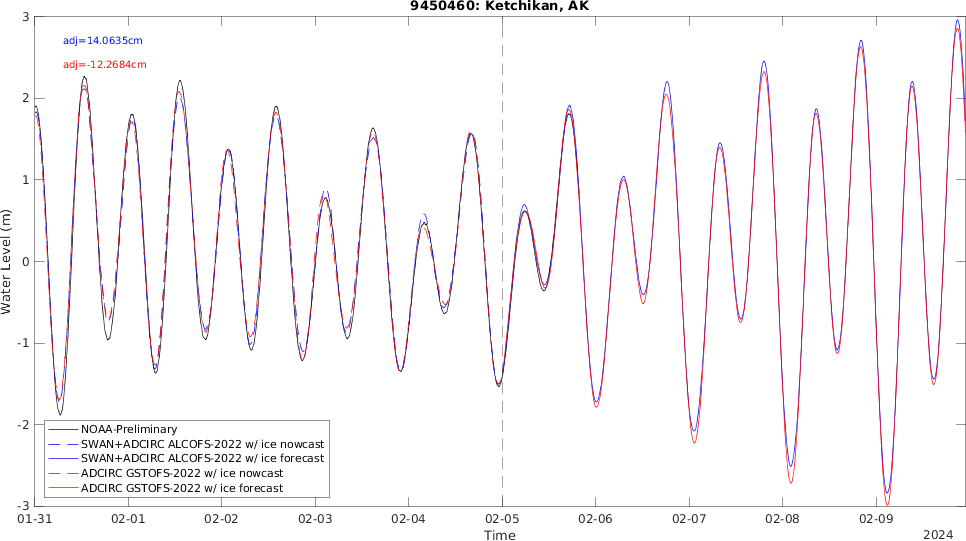 9450460: Ketchikan, AK
adj=14.0635cm
adj=-12.2684cm
Water Level (m)
3
2
1
0
-1
-2
-3
NOAA-Preliminary
SWAN+ADCIRC ALCOFS-2022 w/ ice nowcast
SWAN+ADCIRC ALCOFS-2022 w/ ice forecast
ADCIRC GSTOFS-2022 w/ ice nowcast
ADCIRC GSTOFS-2022 w/ ice forecast
01-31 02-01 02-02 02-03 02-04 02-05 02-06 02-07 02-08 02-09
Time
2024